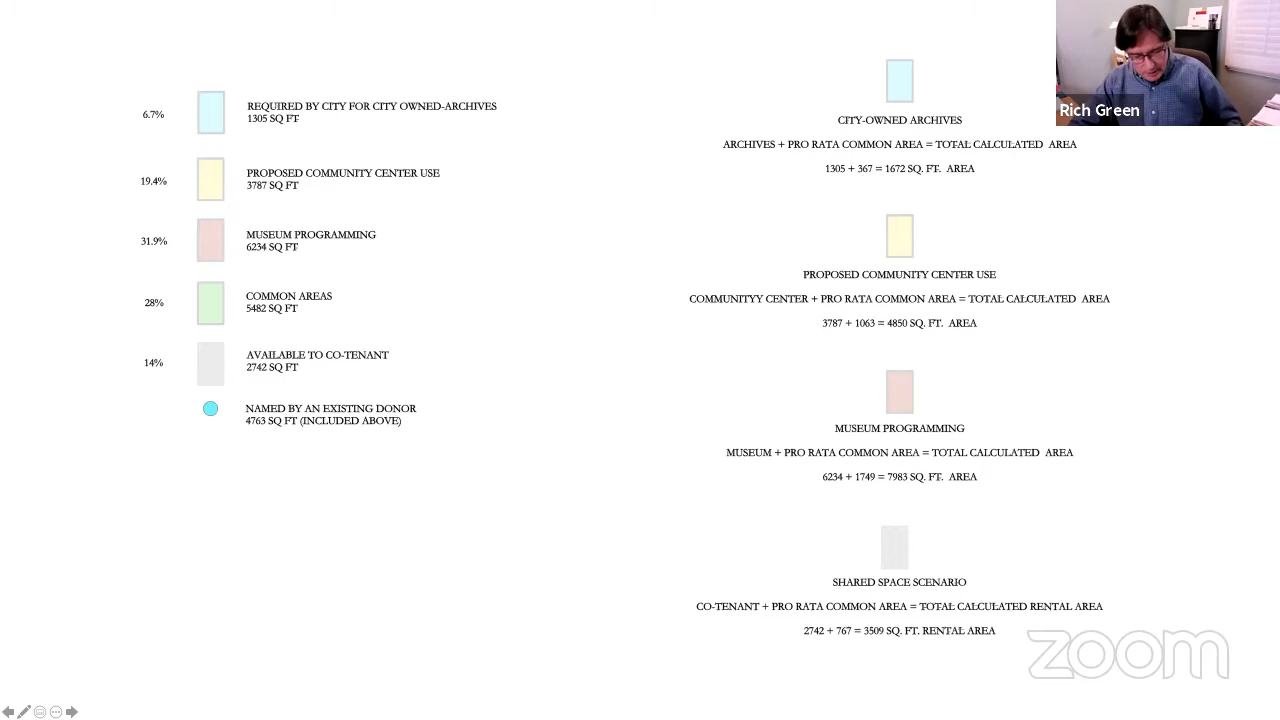 6.7%
REQUIRED BY CITY FOR CITY OWNED-ARCHIVES
1305 SQ FT
19.4%
PROPOSED COMMUNITY CENTER USE
3787 SQ FT
31.9%
MUSEUM PROGRAMMING
6234 SQ FT
28%
COMMON AREAS
5482 SQ FT
14%
AVAILABLE TO CO-TENANT
2742 SQ FT
NAMED BY AN EXISTING DONOR
4763 SQ FT (INCLUDED ABOVE)
CITY-OWNED ARCHIVES
ARCHIVES + PRO RATA COMMON AREA = TOTAL CALCULATED AREA
1305 + 367 = 1672 SQ. FT. AREA
PROPOSED COMMUNITY CENTER USE
COMMUNITYY CENTER + PRO RATA COMMON AREA = TOTAL CALCULATED AREA
3787 + 1063 = 4850 SQ. FT. AREA
MUSEUM PROGRAMMING
MUSEUM + PRO RATA COMMON AREA = TOTAL CALCULATED AREA
6234 + 1749 = 7983 SQ. FT. AREA
SHARED SPACE SCENARIO
CO-TENANT + PRO RATA COMMON AREA = TOTAL CALCULATED RENTAL AREA
2742 + 767 = 3509 SQ. FT. RENTAL AREA
Rich Green
zoom